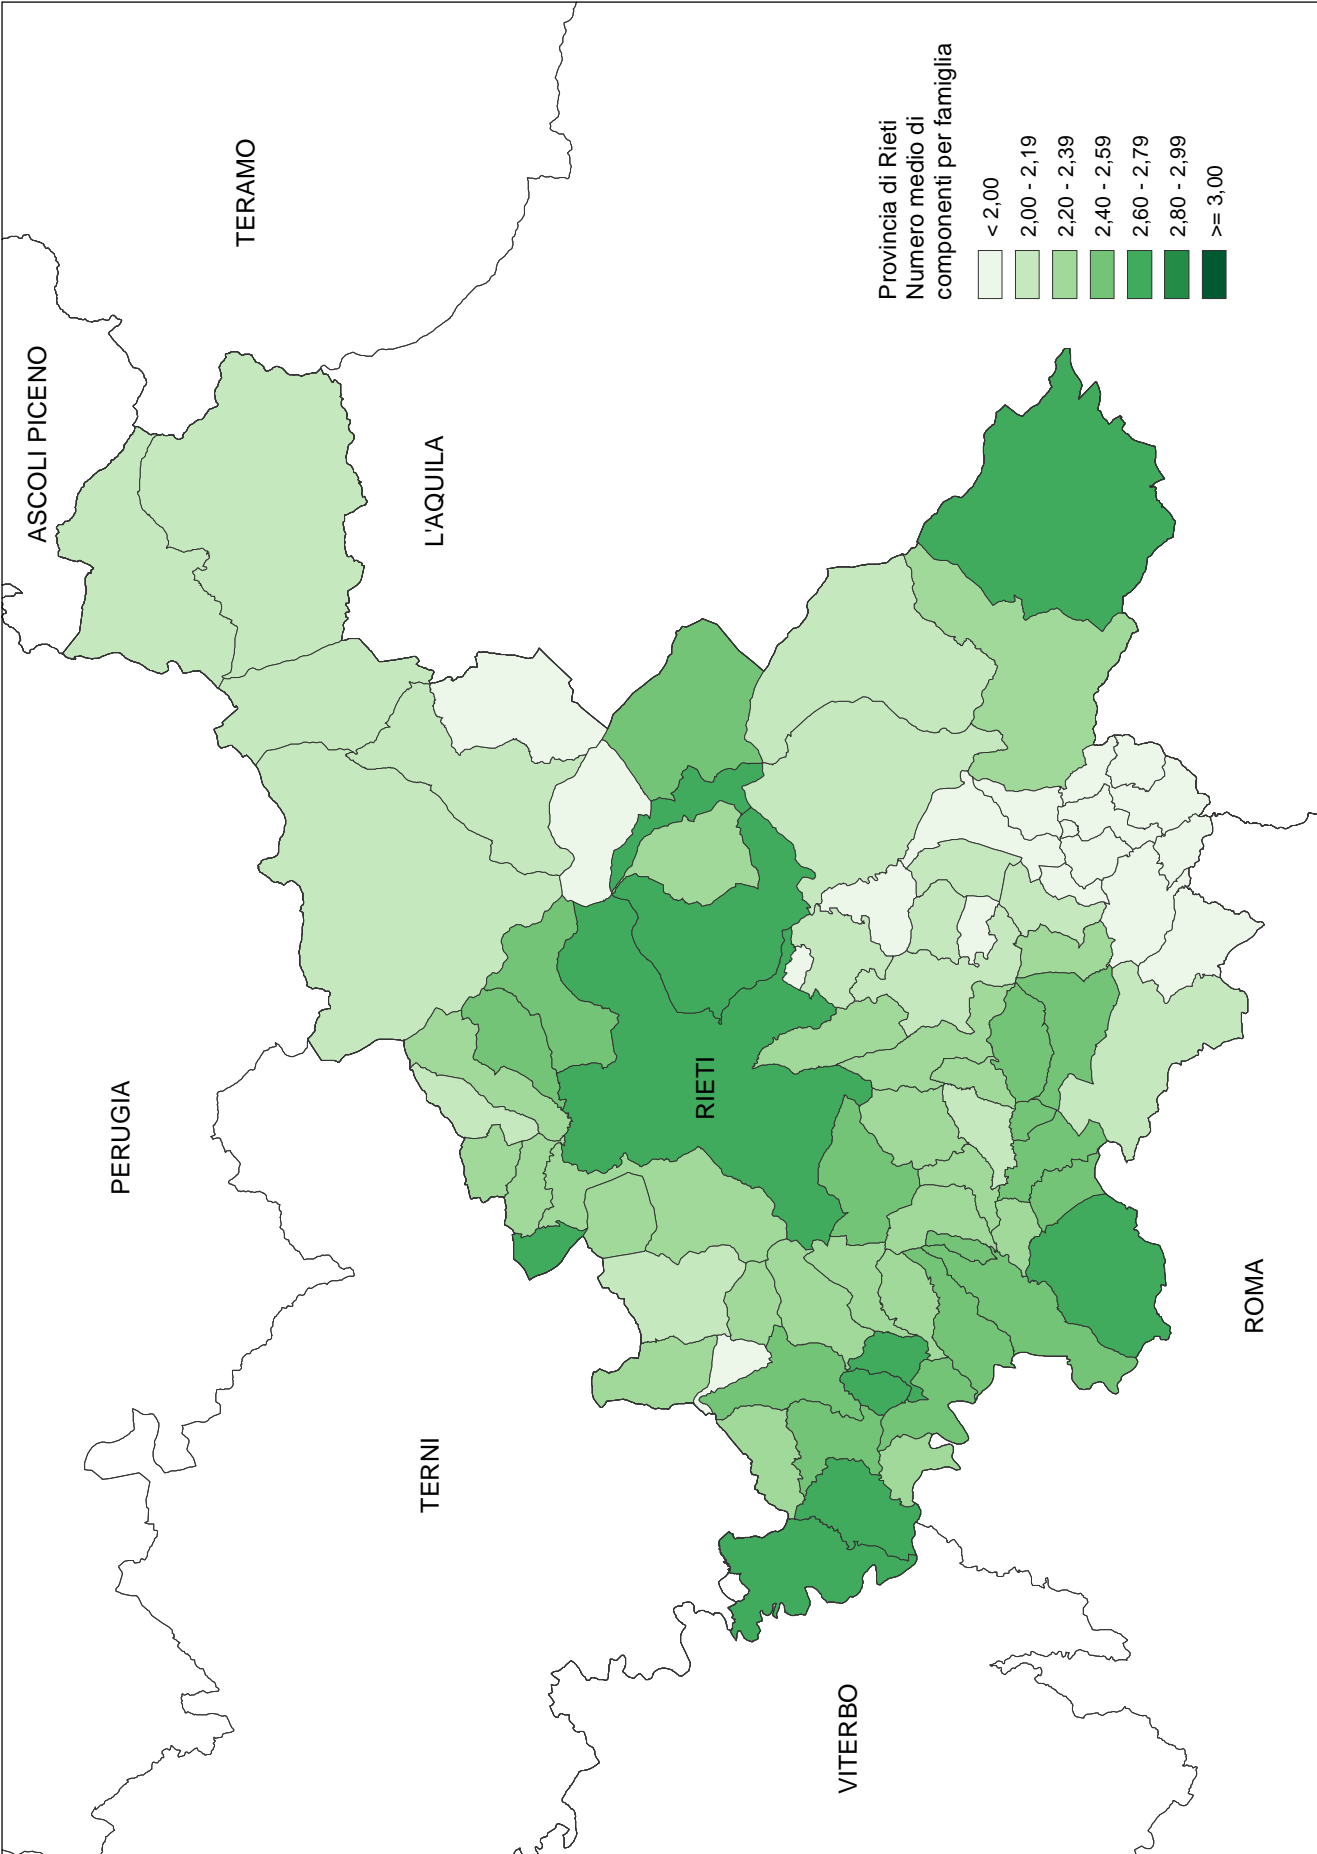 ASCOLI PICENO
TERAMO
PERUGIA
L'AQUILA
TERNI
RIETI
VITERBO
ROMA
Provincia di Rieti
Numero medio di
componenti per famiglia
< 2,00
2,00 - 2,19
2,20 - 2,39
2,40 - 2,59
2,60 - 2,79
2,80 - 2,99
>= 3,00